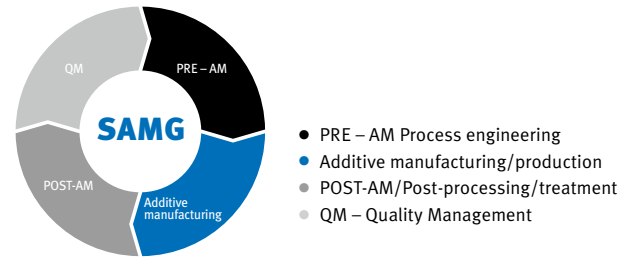 QM
PRE – AM
SAMG
POST-AM
Additive
manufacturing
PRE – AM Process engineering
Additive manufacturing/production
POST-AM/Post-processing/treatment
QM – Quality Management